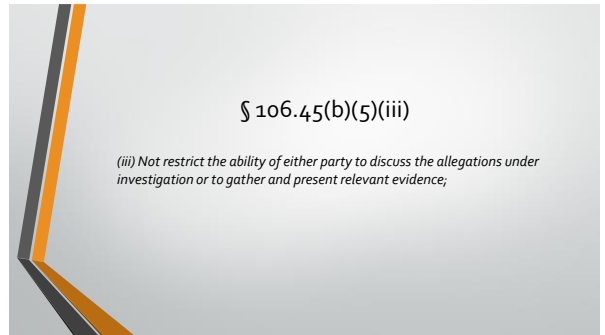 § 106.45(b)(5)(iii)
(iii) Not restrict the ability of either party to discuss the allegations under
investigation or to gather and present relevant evidence;